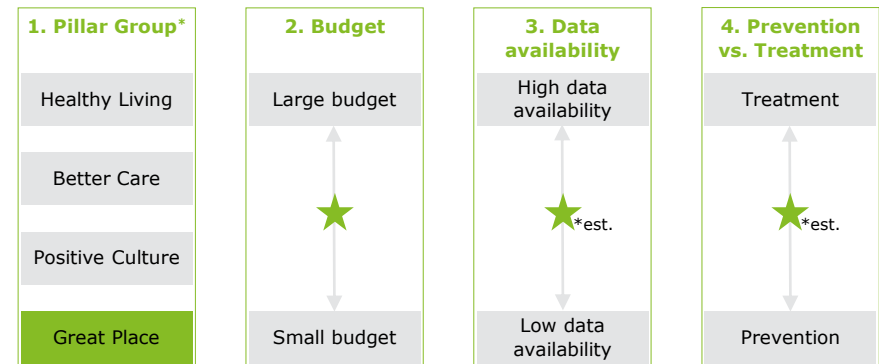 1. Pillar Group*
Healthy Living
Better Care
Positive Culture
Great Place
2. Budget
Large budget
Small budget
3. Data
availability
High data
availability
*est.
Low data
availability
4. Prevention
vs. Treatment
Treatment
*est.
Prevention